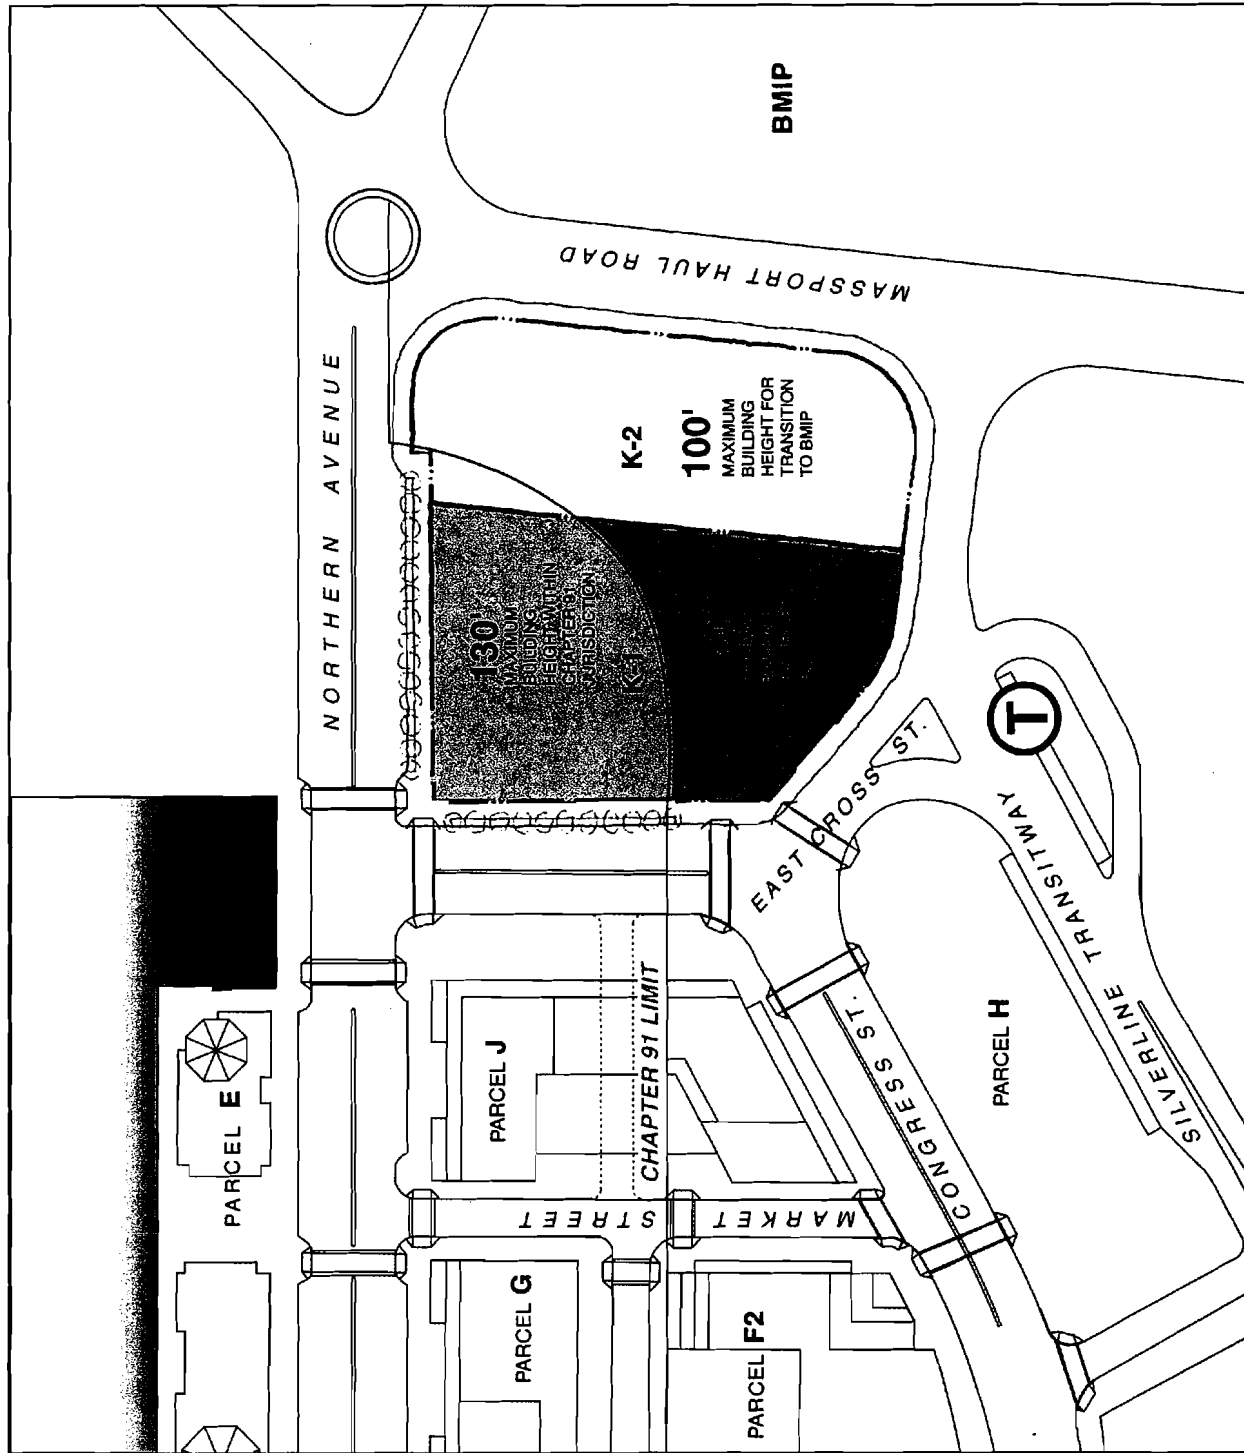 BMIP
MASSPORT HAUL ROAD
NORTHERN AVENUE
K-2
100'
MAXIMUM
BUILDING
HEIGHT FOR
TRANSITION
TO BMIP
130'
MAXIMUM
BUILDING
HEIGHT WITHIN
CHAPTER 91
JURISDICTION
K-1
EAST CROSS ST.
T
SILVERLINE TRANSITWAY
CHAPTER 91 LIMIT
CONGRESS ST.
PARCEL H
PARCEL J
PARCEL E
MARKET STREET
PARCEL G
PARCEL F2